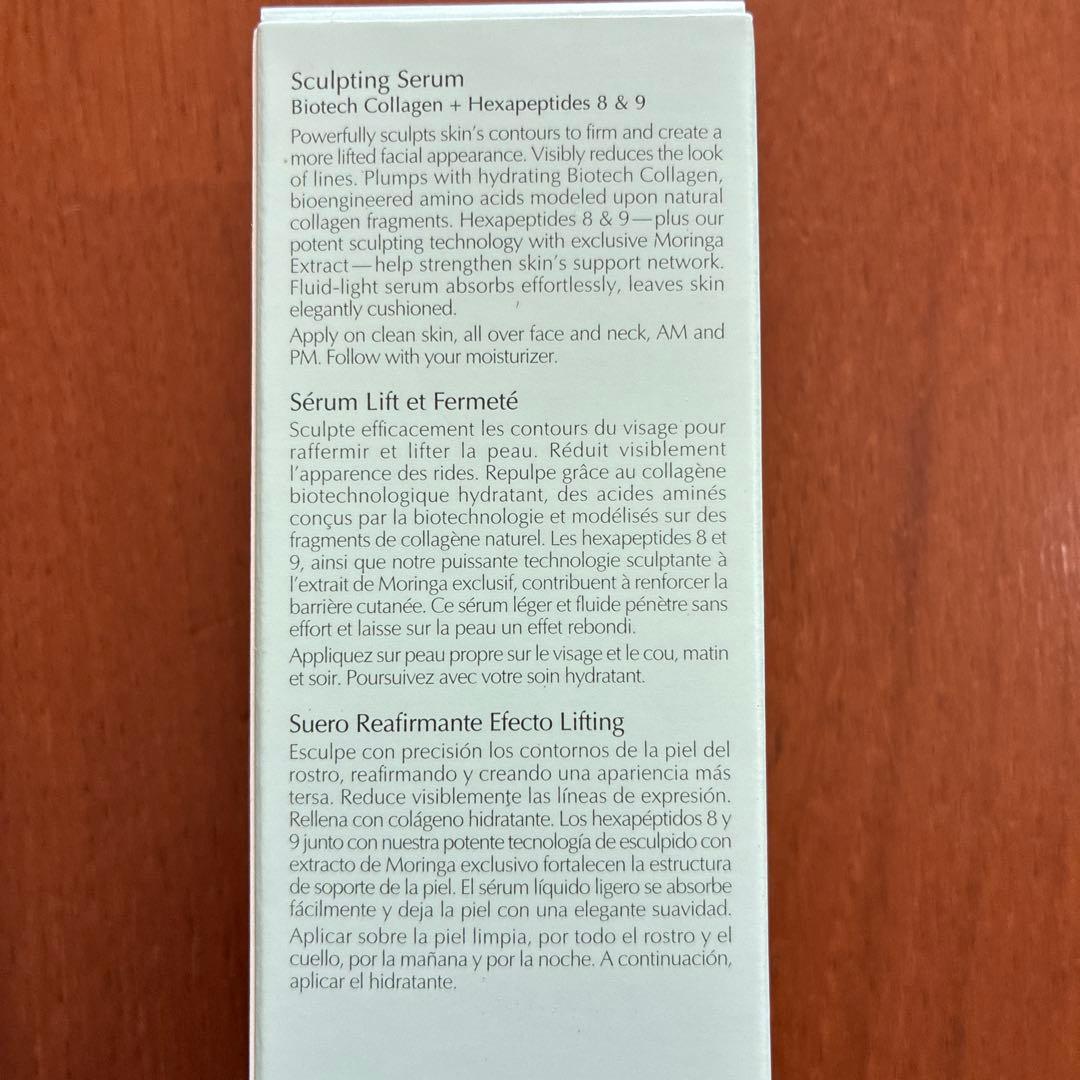 Sculpting Serum
Biotech Collagen + Hexapeptides 8 & 9
Powerfully sculpts skin's contours to firm and create a
more lifted facial appearance. Visibly reduces the look
of lines. Plumps with hydrating Biotech Collagen,
bioengineered amino acids modeled upon natural
collagen fragments. Hexapeptides 8 & 9—plus our
potent sculpting technology with exclusive Moringa
Extract—help strengthen skin's support network.
Fluid-light serum absorbs effortlessly, leaves skin
elegantly cushioned.
Apply on clean skin, all over face and neck, AM and
PM. Follow with your moisturizer.
Sérum Lift et Fermeté
Sculpte efficacement les contours du visage pour
raffermir et lifter la peau. Réduit visiblement
l'apparence des rides. Repulpe grâce au collagène
biotechnologique hydratant, des acides aminés
conçus par la biotechnologie et modélisés sur des
fragments de collagène naturel. Les hexapeptides 8 et
9, ainsi que notre puissante technologie sculptante à
l'extrait de Moringa exclusif, contribuent à renforcer la
barrière cutanée. Ce sérum léger et fluide pénètre sans
effort et laisse sur la peau un effet rebondi.
Appliquez sur peau propre sur le visage et le cou, matin
et soir. Poursuivez avec votre soin hydratant.
Suero Reafirmante Efecto Lifting
Esculpe con precisión los contornos de la piel del
rostro, reafirmando y creando una apariencia más
tersa. Reduce visiblemente las líneas de expresión.
Rellena con colágeno hidratante. Los hexapéptidos 8 y
9 junto con nuestra potente tecnología de esculpido con
extracto de Moringa exclusivo fortalecen la estructura
de soporte de la piel. El sérum líquido ligero se absorbe
fácilmente y deja la piel con una elegante suavidad.
Aplicar sobre la piel limpia, por todo el rostro y el
cuello, por la mañana y por la noche. A continuación,
aplicar el hidratante.